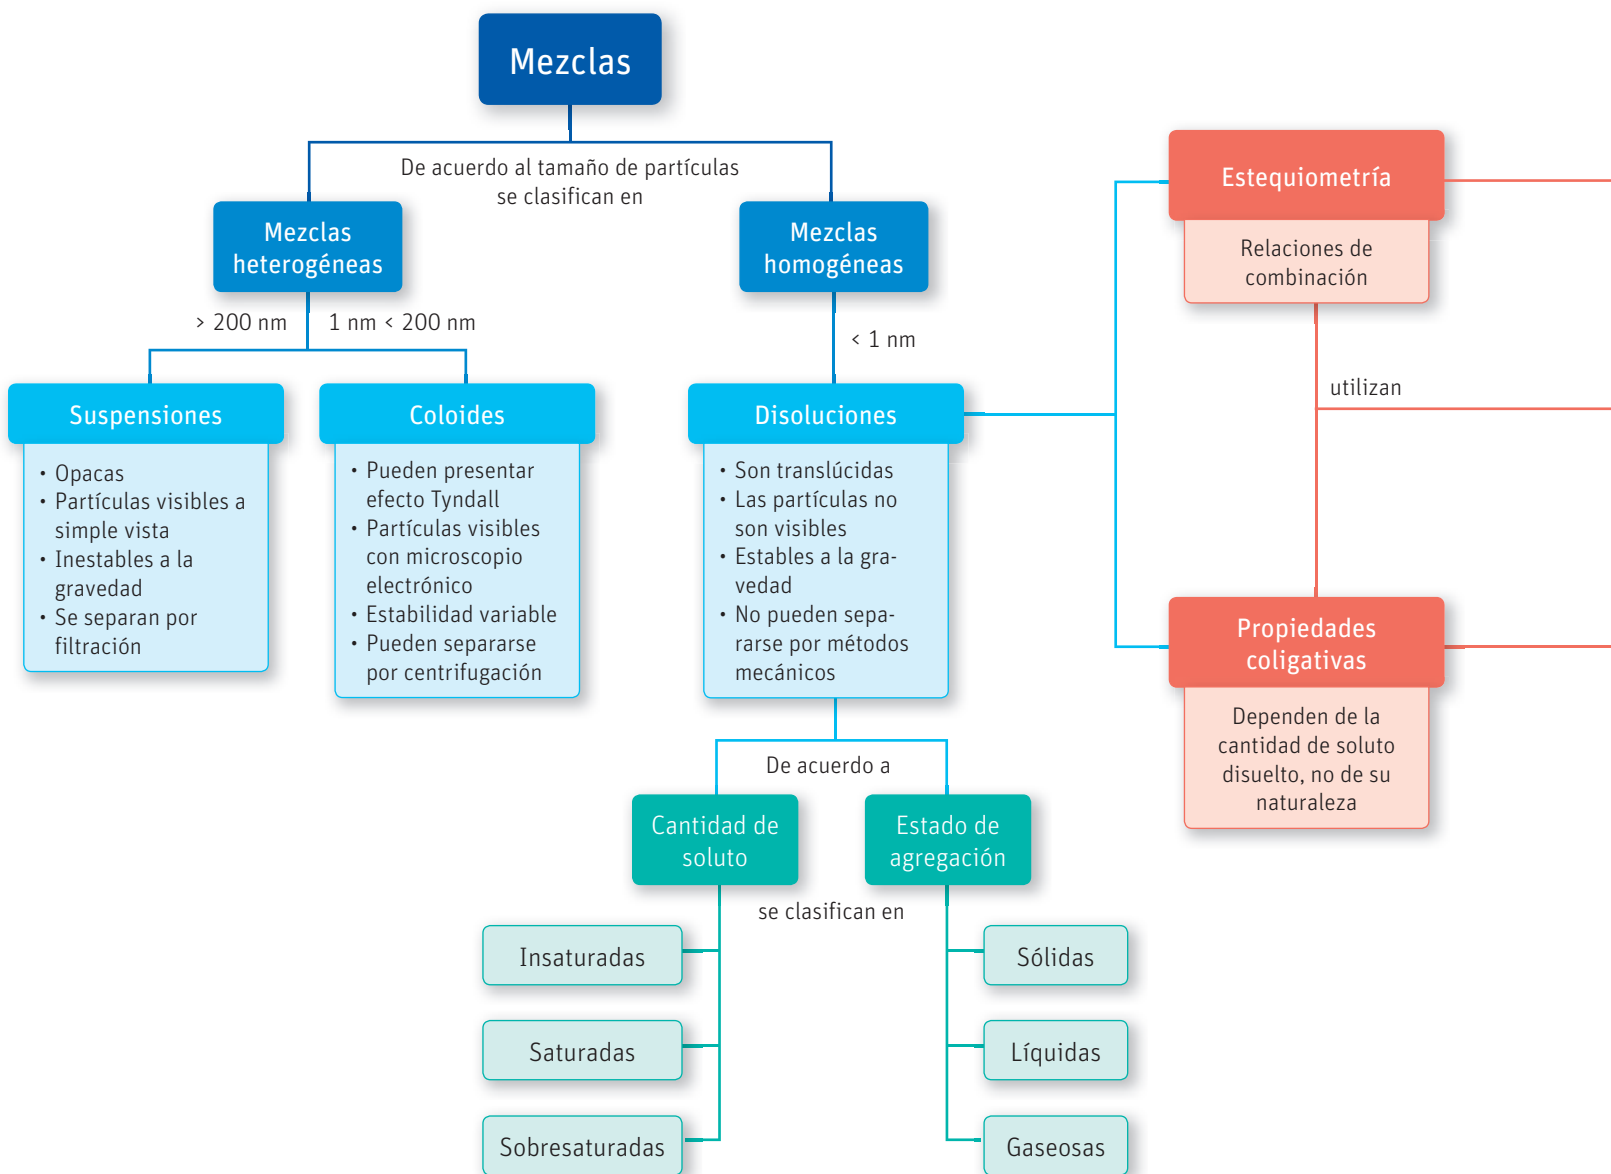 Mezclas
De acuerdo al tamaño de partículas
se clasifican en
Mezclas
heterogéneas
Mezclas
homogéneas
> 200 nm
1 nm < 200 nm
< 1 nm
Suspensiones
• Opacas
• Partículas visibles a
simple vista
• Inestables a la
gravedad
• Se separan por
filtración
Coloides
• Pueden presentar
efecto Tyndall
• Partículas visibles
con microscopio
electrónico
• Estabilidad variable
• Pueden separarse
por centrifugación
Disoluciones
• Son translúcidas
• Las partículas no
son visibles
• Estables a la gra-
vedad
• No pueden sepa-
rarse por métodos
mecánicos
De acuerdo a
Cantidad de
soluto
Estado de
agregación
se clasifican en
Insaturadas
Saturadas
Sobresaturadas
Sólidas
Líquidas
Gaseosas
Estequiometría
Relaciones de
combinación
utilizan
Propiedades
coligativas
Dependen de la
cantidad de soluto
disuelto, no de su
naturaleza